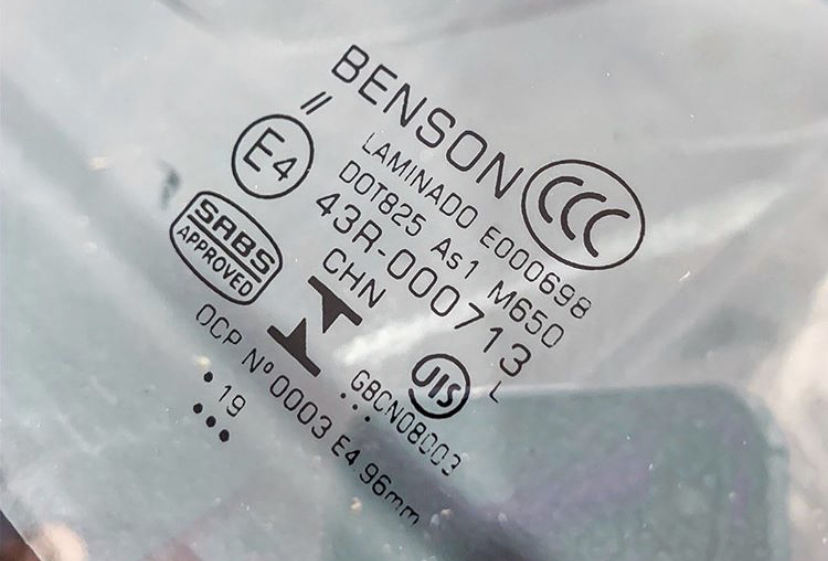 BENSON
//
LAMINADO E000698
E4
DOT825 AS1 M650
CCC
43R-000713
SABS
APPROVED
CHN
L
JIS
GBCN08003
OCP Nº 0003 E4.96mm
19